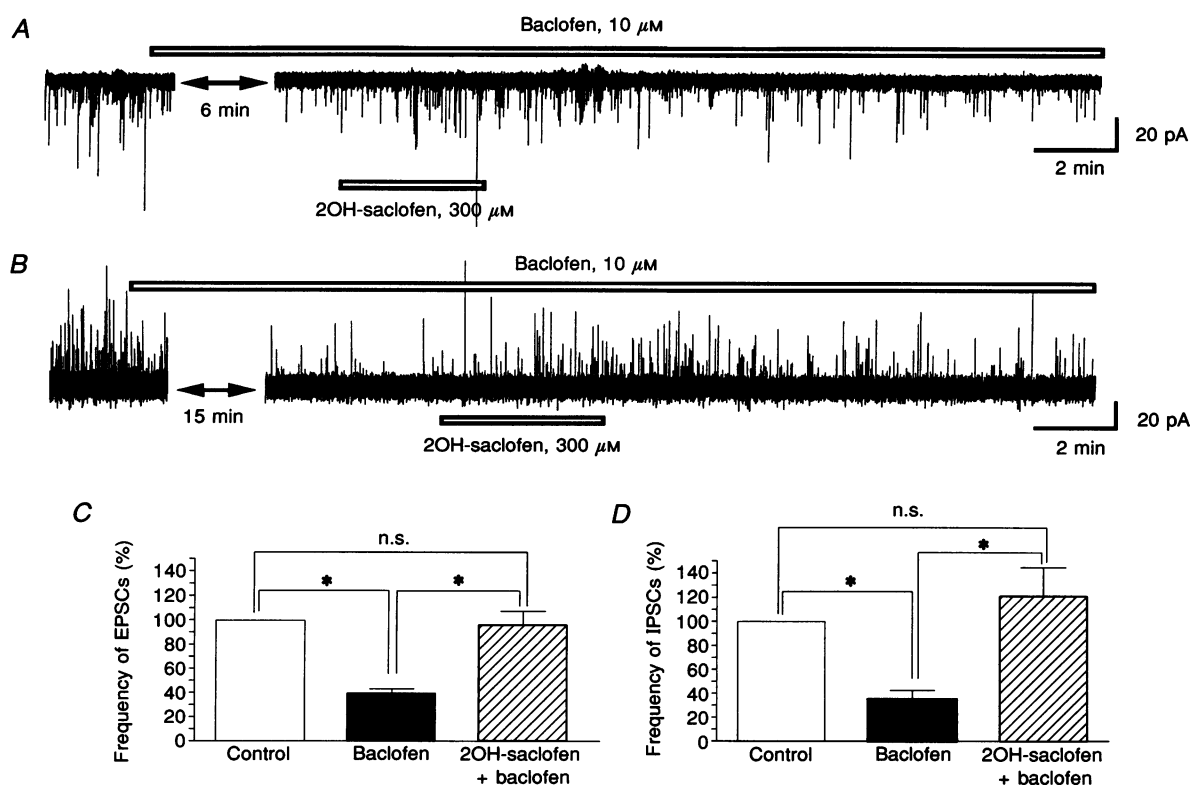 A
Baclofen, 10 μM
6 min
20 pA
2 min
2OH-saclofen, 300 μM
B
Baclofen, 10 μM
15 min
20 pA
2 min
2OH-saclofen, 300 μM
C
Frequency of EPSCs (%)
140
120
100
80
60
40
20
0
n.s.
*
*
Control
Baclofen
2OH-saclofen
+ baclofen
D
Frequency of IPSCs (%)
140
120
100
80
60
40
20
0
n.s.
*
*
Control
Baclofen
2OH-saclofen
+ baclofen